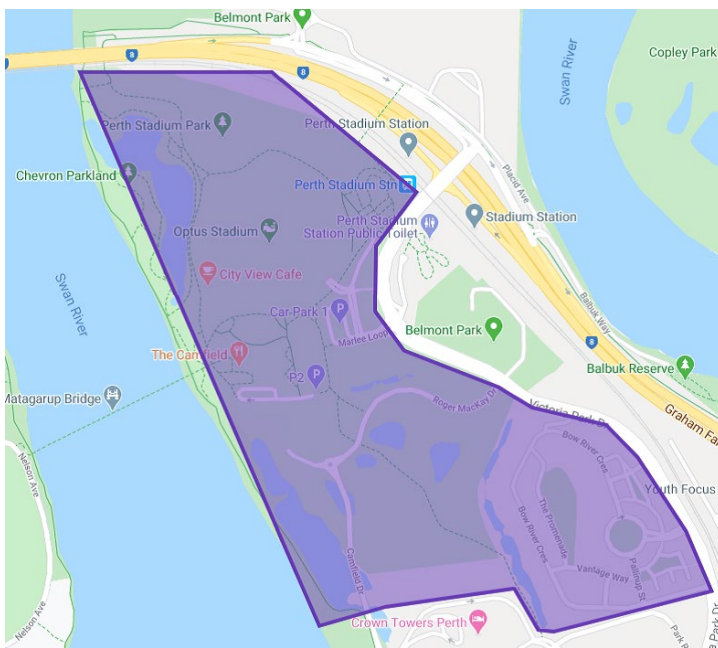 Belmont Park
8
8
Copley Park
Swan River
Perth Stadium Park
Perth Stadium
Station
Chevron Parkland
Perth Stadium Stn
Placid Ave
Optus Stadium
Perth Stadium
Station Public Toilet
Stadium Station
City View Café
Swan River
Car Park 1
P
Marlee Loop
Belmont Park
Balbuk Way
8
The Camfield
P2
P
Balbuk Reserve
Matagarup Bridge
Roger MacKay Dr
Victoria Park D
Graham Fa
Nelson Ave
Bow River Cres
Youth Focus
The Promenade
Bow River Cres
Vantage Way
Pallinup St
Camfield Dr
Nelson Ave
Crown Towers Perth
Park R
a Park Dr